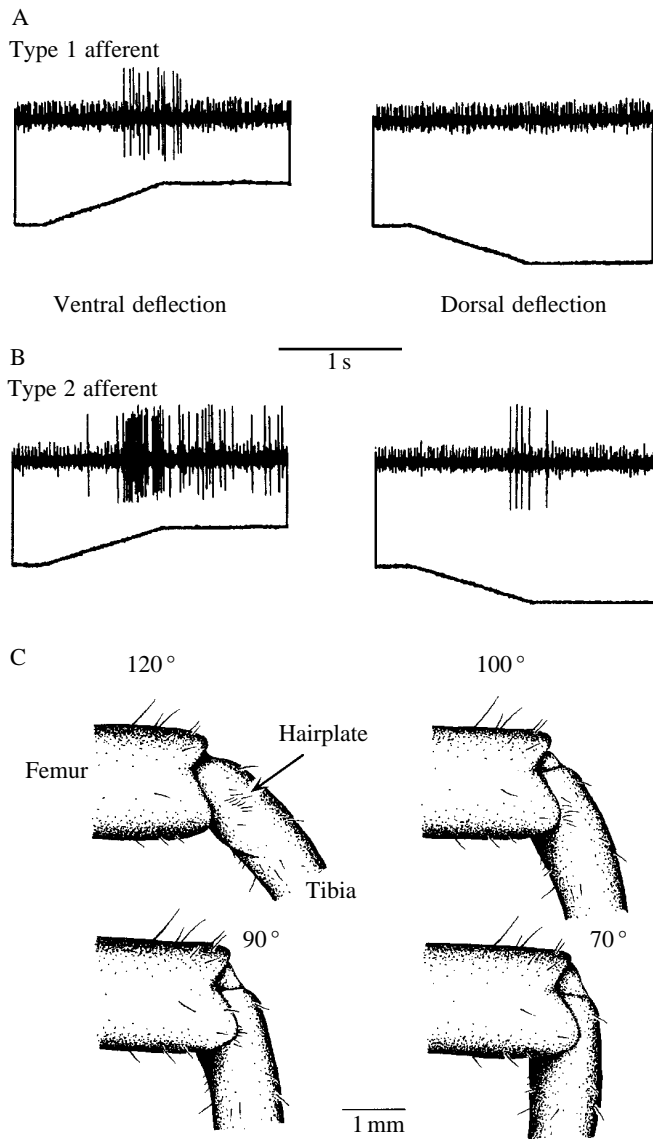 A
Type 1 afferent
Ventral deflection
Dorsal deflection
1 s
B
Type 2 afferent
C
120°
100°
Hairplate
Femur
Tibia
90°
70°
1 mm